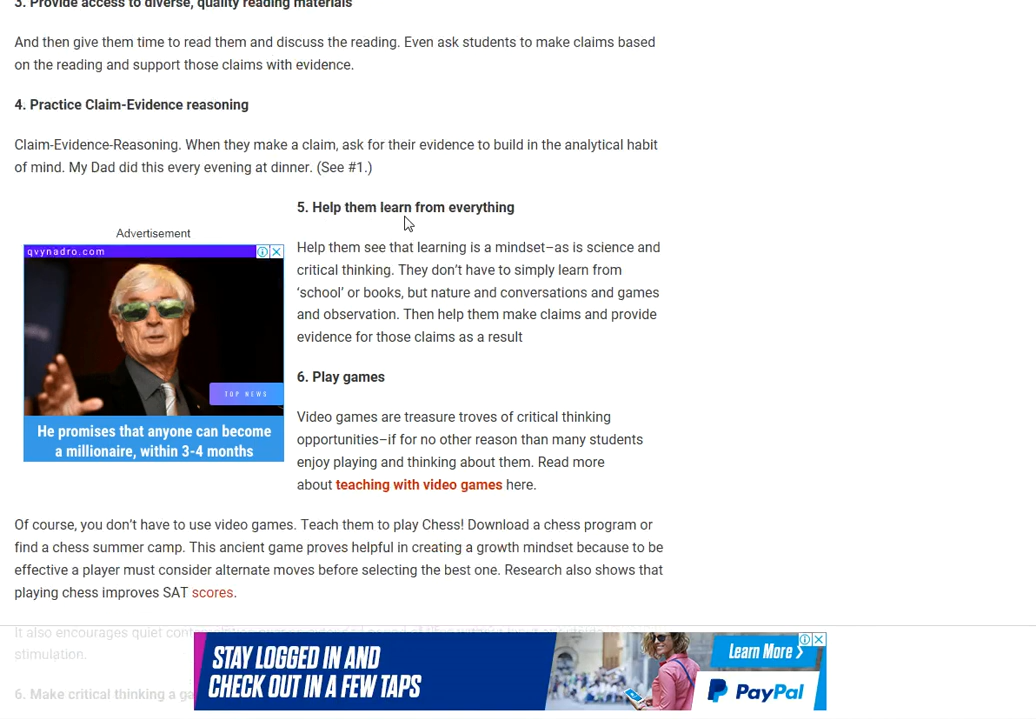 3. Provide access to diverse, quality reading materials
And then give them time to read them and discuss the reading. Even ask students to make claims based
on the reading and support those claims with evidence.
4. Practice Claim-Evidence reasoning
Claim-Evidence-Reasoning. When they make a claim, ask for their evidence to build in the analytical habit
of mind. My Dad did this every evening at dinner. (See #1.)
Advertisement
qvynadro.com
TOP NEWS
He promises that anyone can become
a millionaire, within 3-4 months
5. Help them learn from everything
Help them see that learning is a mindset–as is science and
critical thinking. They don’t have to simply learn from
‘school’ or books, but nature and conversations and games
and observation. Then help them make claims and provide
evidence for those claims as a result
6. Play games
Video games are treasure troves of critical thinking
opportunities–if for no other reason than many students
enjoy playing and thinking about them. Read more
about teaching with video games here.
Of course, you don’t have to use video games. Teach them to play Chess! Download a chess program or
find a chess summer camp. This ancient game proves helpful in creating a growth mindset because to be
effective a player must consider alternate moves before selecting the best one. Research also shows that
playing chess improves SAT scores.
It also encourages quiet
stimulation.
6. Make critical thinking a
STAY LOGGED IN AND
CHECK OUT IN A FEW TAPS
Learn More
PayPal